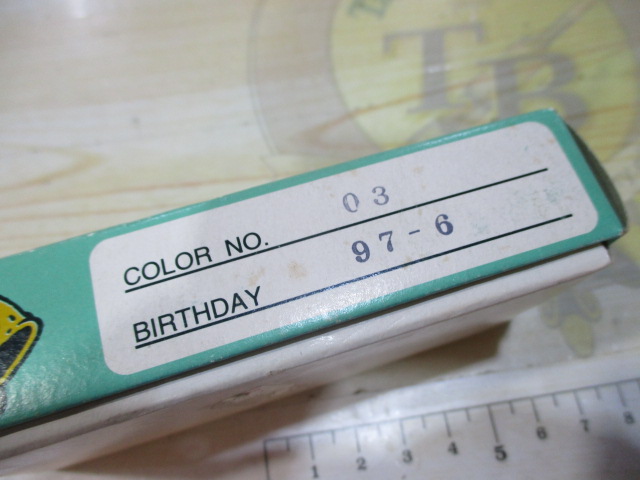 TB
COLOR NO. 03
BIRTHDAY 97-6
1 2 3 4 5 6 7 8